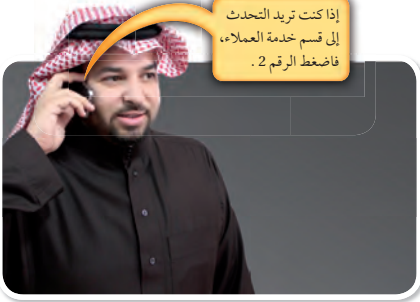 إذا كنت تريد التحدث
إلى قسم خدمة العملاء،
فاضغط الرقم 2 .